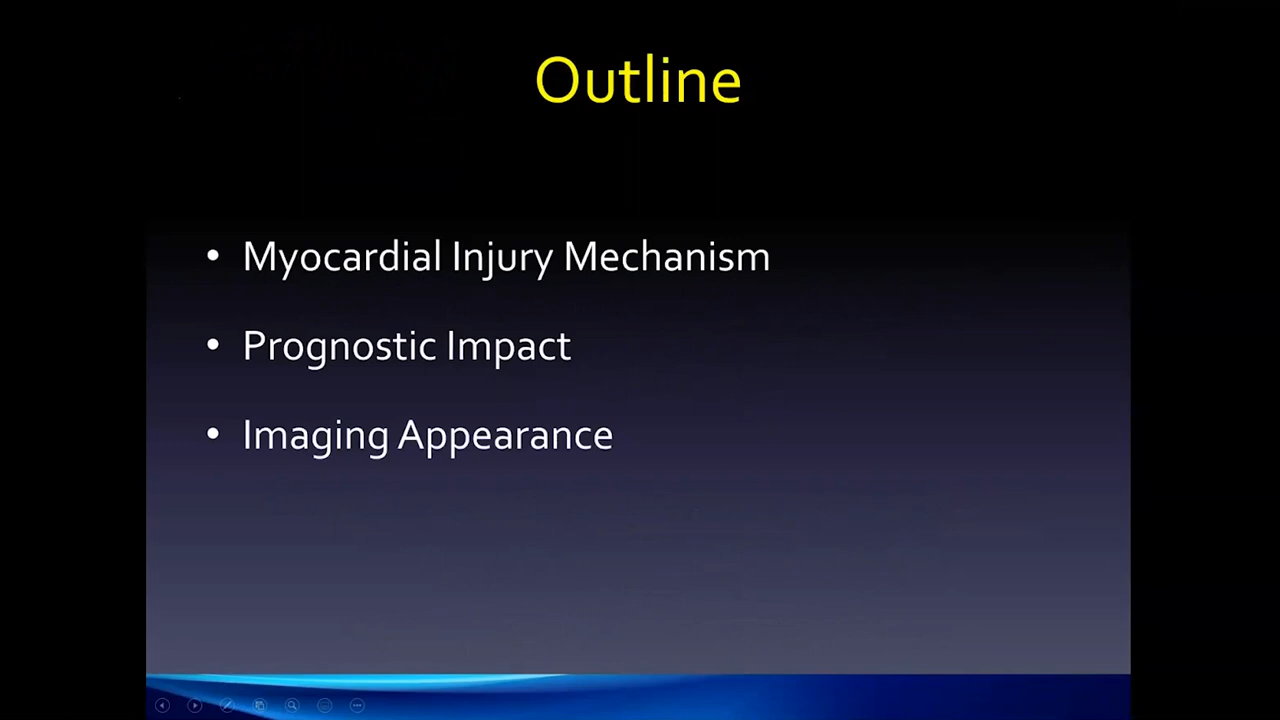 Outline
• Myocardial Injury Mechanism
• Prognostic Impact
• Imaging Appearance